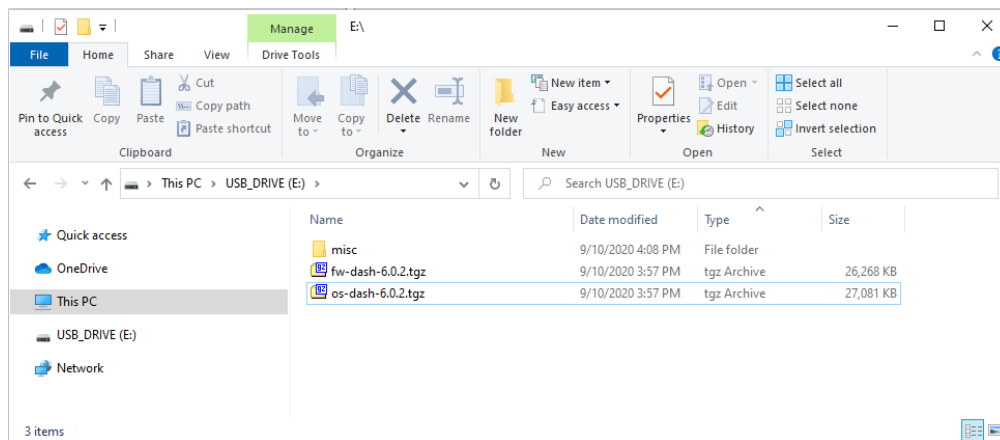 Manage E:\
File Home Share View Drive Tools
Pin to Quick access
Copy
Paste
Cut
Copy path
Paste shortcut
Clipboard
Move to
Copy to
Delete
Rename
Organize
New folder
New item
Easy access
New
Properties
Open
Edit
History
Open
Select all
Select none
Invert selection
Select
This PC > USB_DRIVE (E:) >
Search USB_DRIVE (E:)
Quick access
OneDrive
This PC
USB_DRIVE (E:)
Network
Name Date modified Type Size
misc 9/10/2020 4:08 PM File folder
fw-dash-6.0.2.tgz 9/10/2020 3:57 PM tgz Archive 26,268 KB
os-dash-6.0.2.tgz 9/10/2020 3:57 PM tgz Archive 27,081 KB
3 items